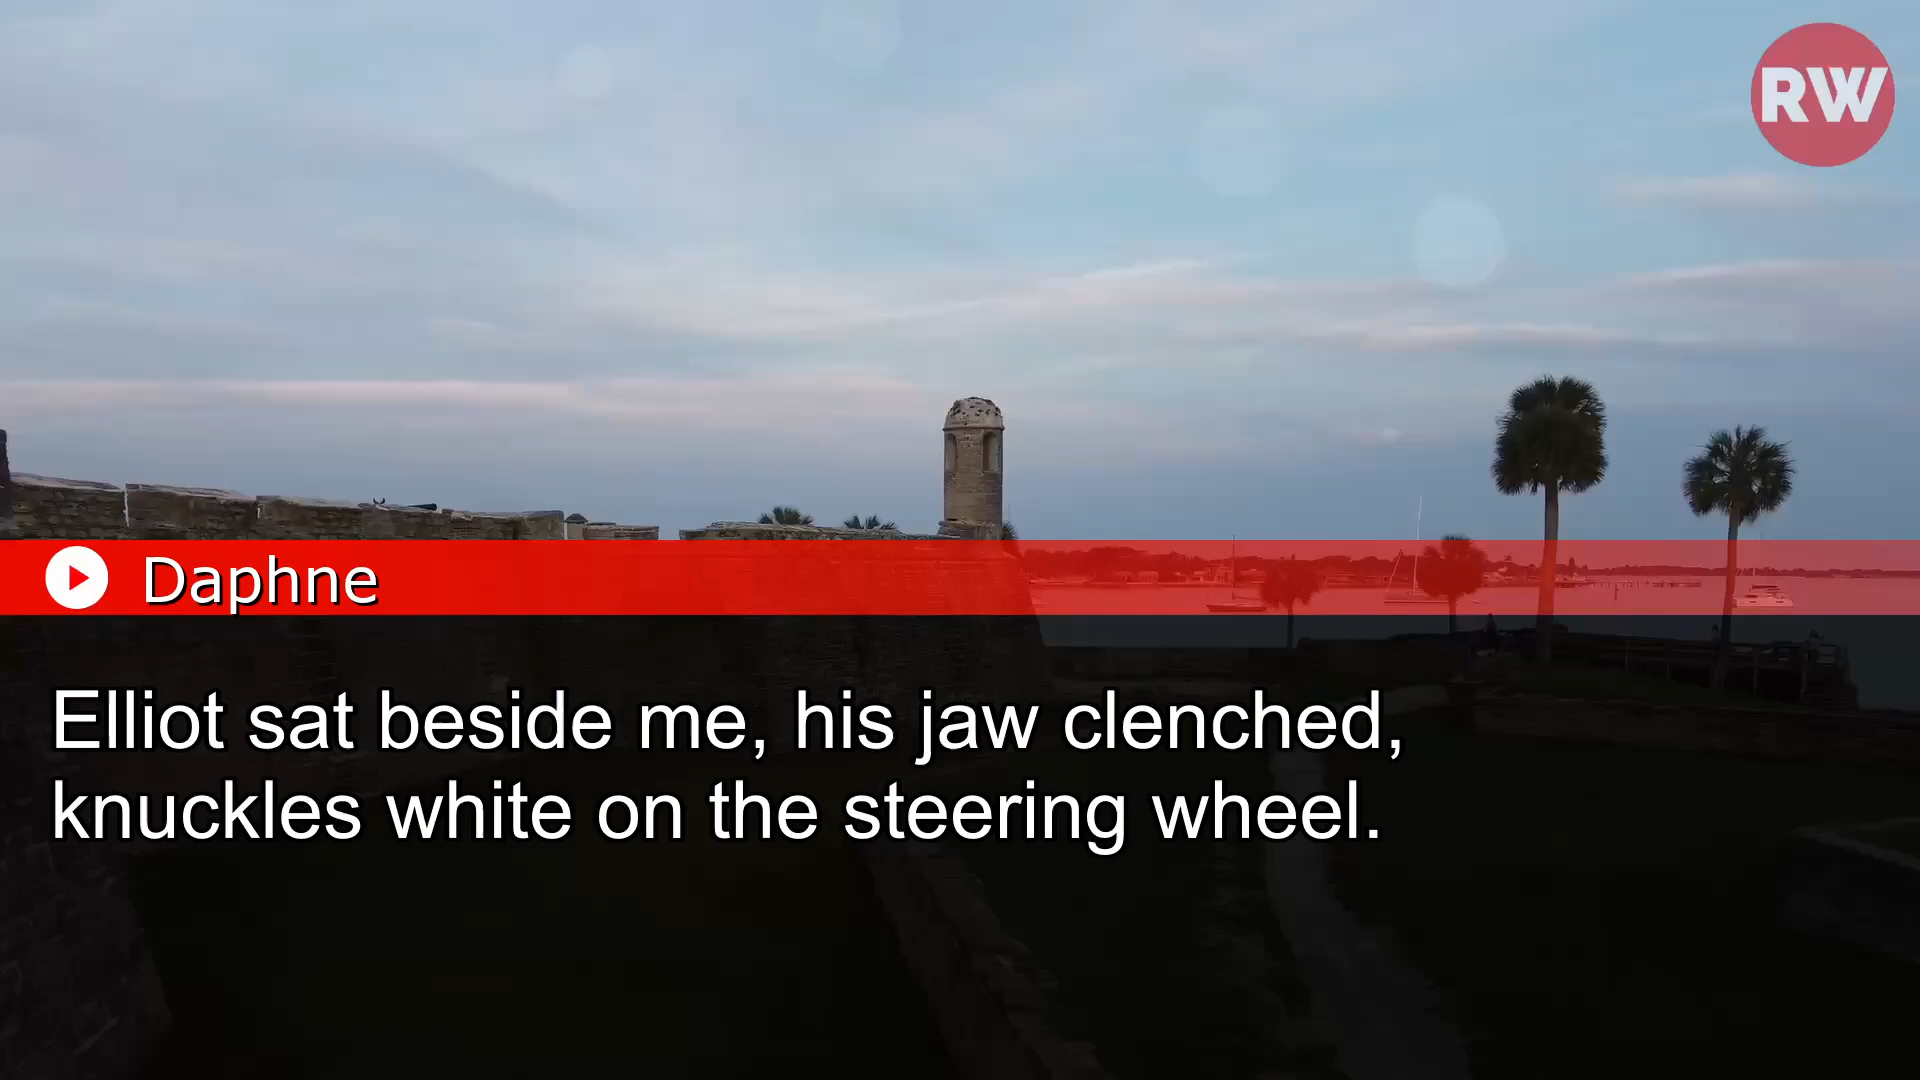 RW
Daphne
Elliot sat beside me, his jaw clenched,
knuckles white on the steering wheel.